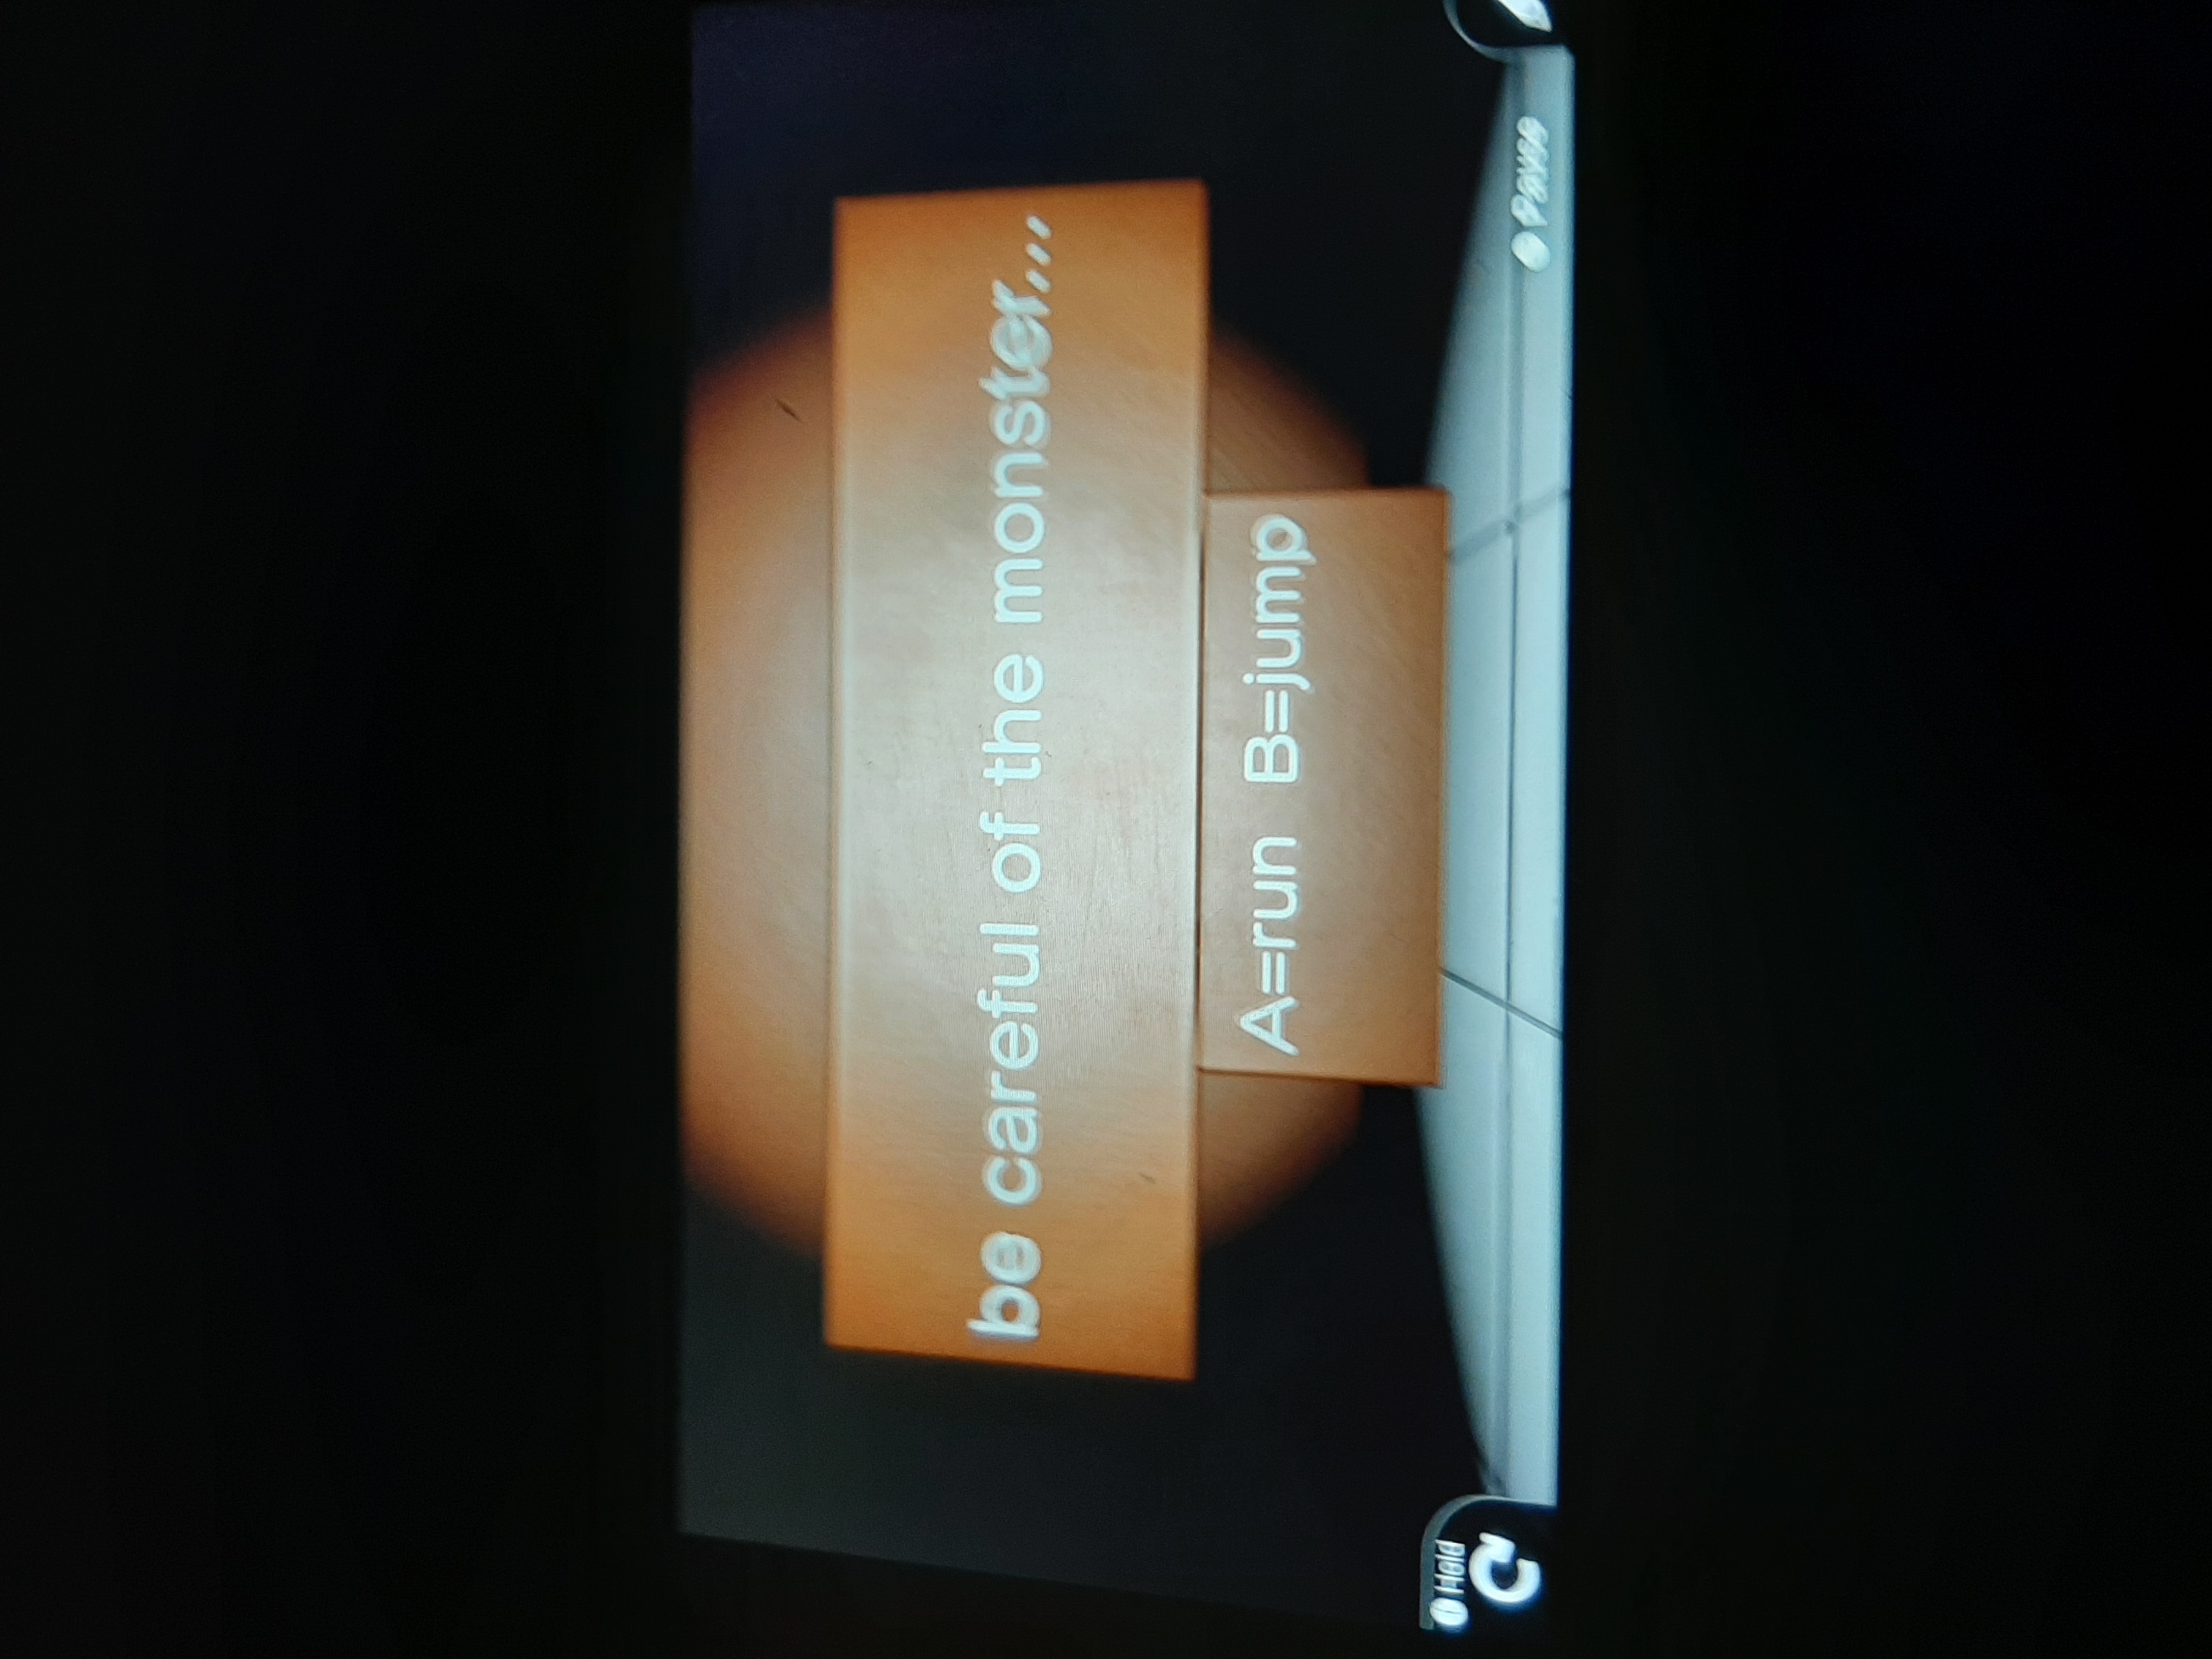 be careful of the monster...
A=run B=jump
Hold
Pause